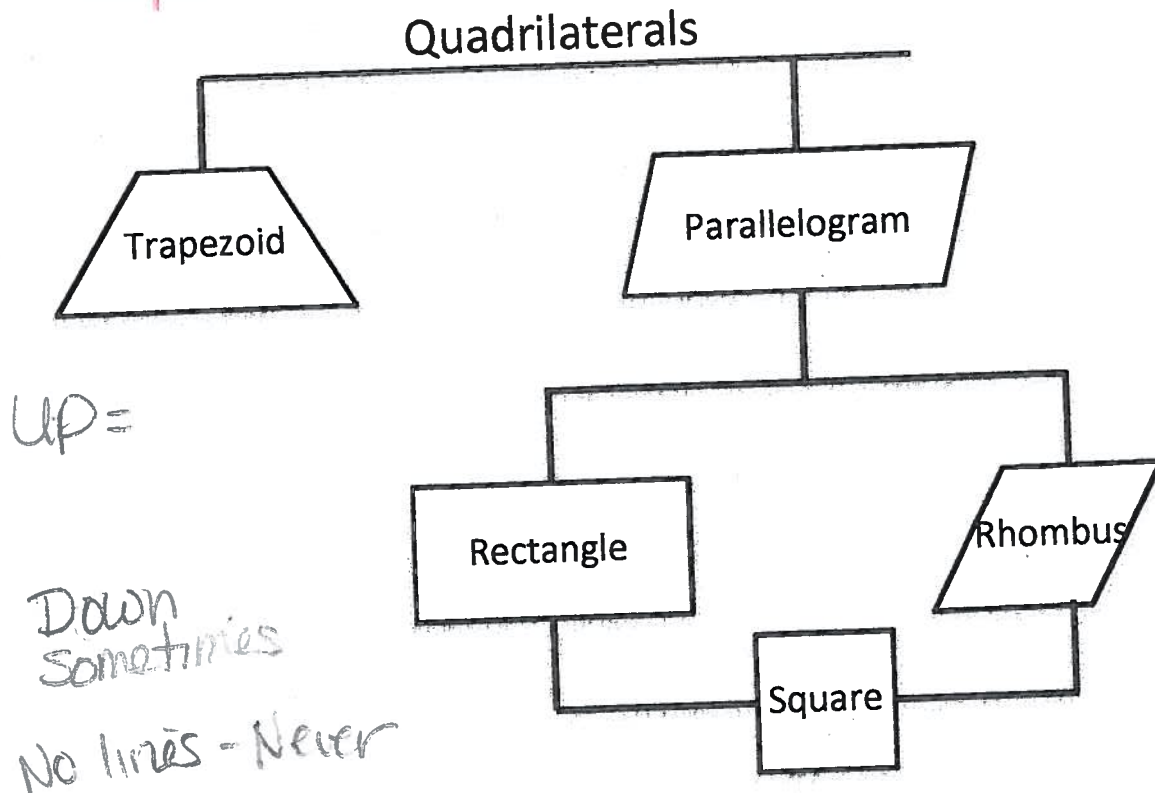 Quadrilaterals
Trapezoid
Parallelogram
Up=
Rectangle
Rhombus
Down
Sometimes
Square
No lines - Never